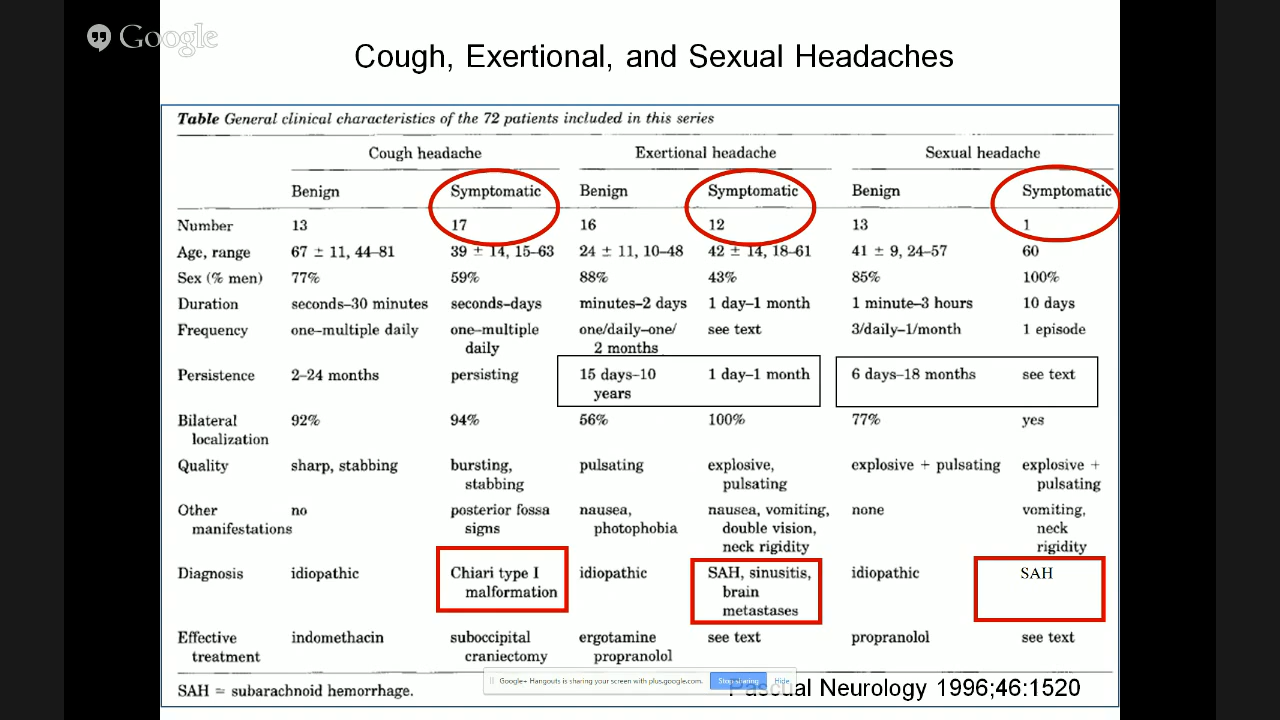 Google
Cough, Exertional, and Sexual Headaches
Table General clinical characteristics of the 72 patients included in this series
Cough headache Exertional headache Sexual headache
Benign Symptomatic Benign Symptomatic Benign Symptomatic
Number 13 17 16 12 13 1
Age, range 67 ± 11, 44–81 39 ± 14, 15–63 24 ± 11, 10–48 42 ± 14, 18–61 41 ± 9, 24–57 60
Sex (% men) 77% 59% 88% 43% 85% 100%
Duration seconds–30 minutes seconds–days minutes–2 days 1 day–1 month 1 minute–3 hours 10 days
Frequency one–multiple daily one–multiple one/daily–one/ see text 3/daily–1/month 1 episode
daily 2 months
Persistence 2–24 months persisting 15 days–10 1 day–1 month 6 days–18 months see text
years
Bilateral 92% 94% 56% 100% 77% yes
localization
Quality sharp, stabbing bursting, pulsating explosive, explosive + pulsating explosive +
stabbing pulsating pulsating
Other no posterior fossa nausea, nausea, vomiting, none vomiting,
manifestations signs photophobia double vision, neck
neck rigidity rigidity
Diagnosis idiopathic Chiari type I idiopathic SAH, sinusitis, idiopathic SAH
malformation brain
metastases
Effective indomethacin suboccipital ergotamine see text propranolol see text
treatment craniectomy propranolol
Google+ Hangouts is sharing your screen with plus.google.com. Stop sharing Hide
SAH = subarachnoid hemorrhage. Pascual Neurology 1996;46:1520